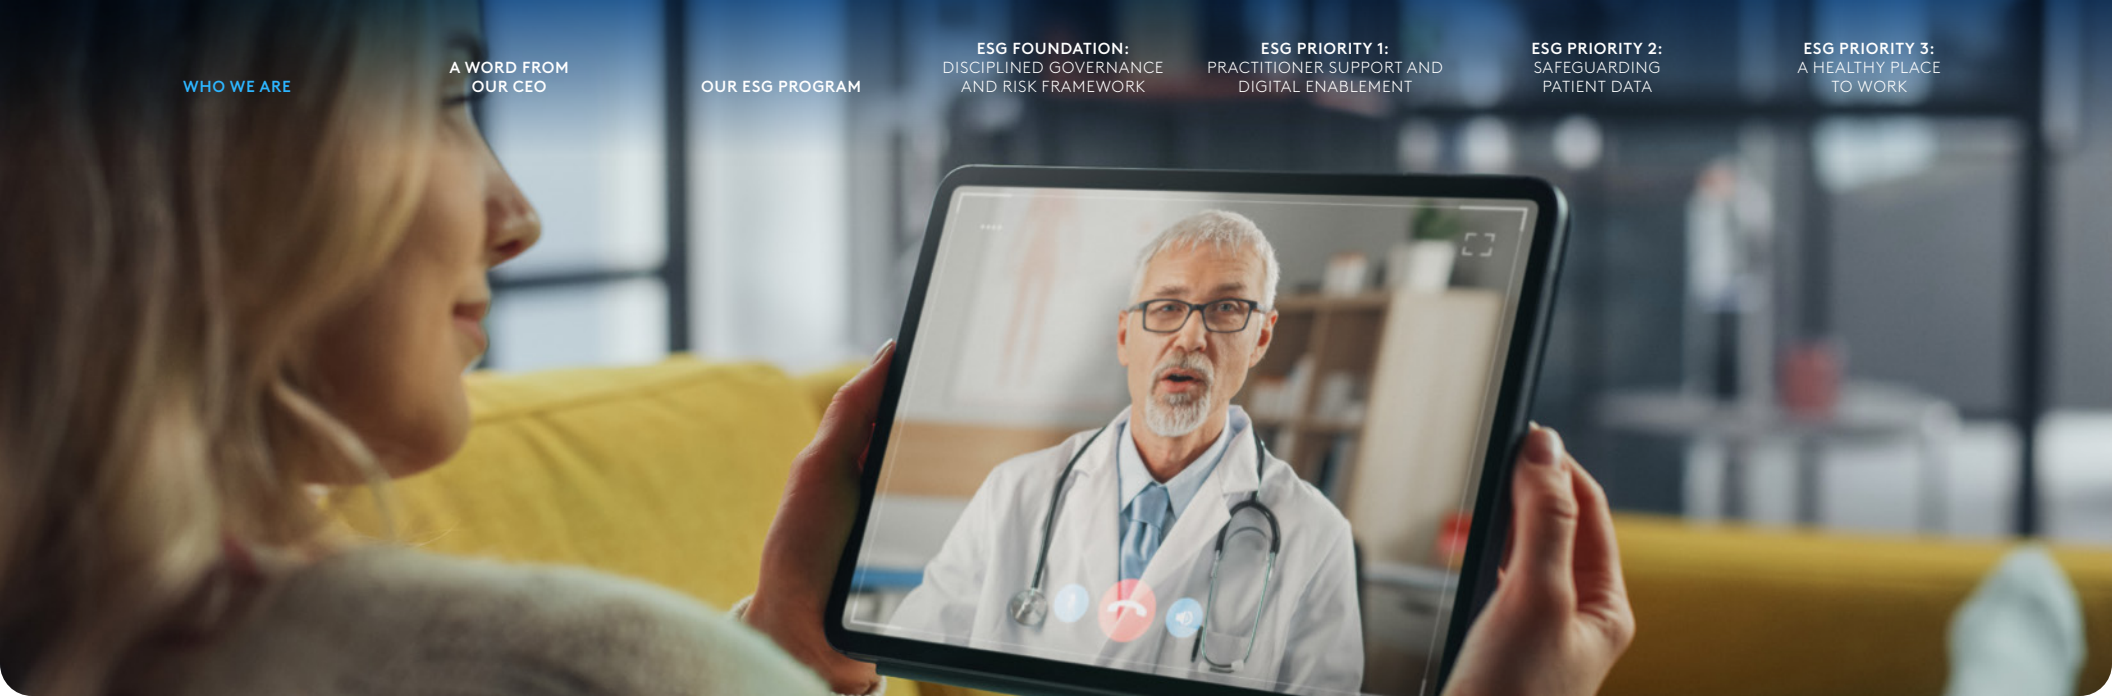 WHO WE ARE
A WORD FROM
OUR CEO
OUR ESG PROGRAM
ESG FOUNDATION:
DISCIPLINED GOVERNANCE
AND RISK FRAMEWORK
ESG PRIORITY 1:
PRACTITIONER SUPPORT AND
DIGITAL ENABLEMENT
ESG PRIORITY 2:
SAFEGUARDING
PATIENT DATA
ESG PRIORITY 3:
A HEALTHY PLACE
TO WORK